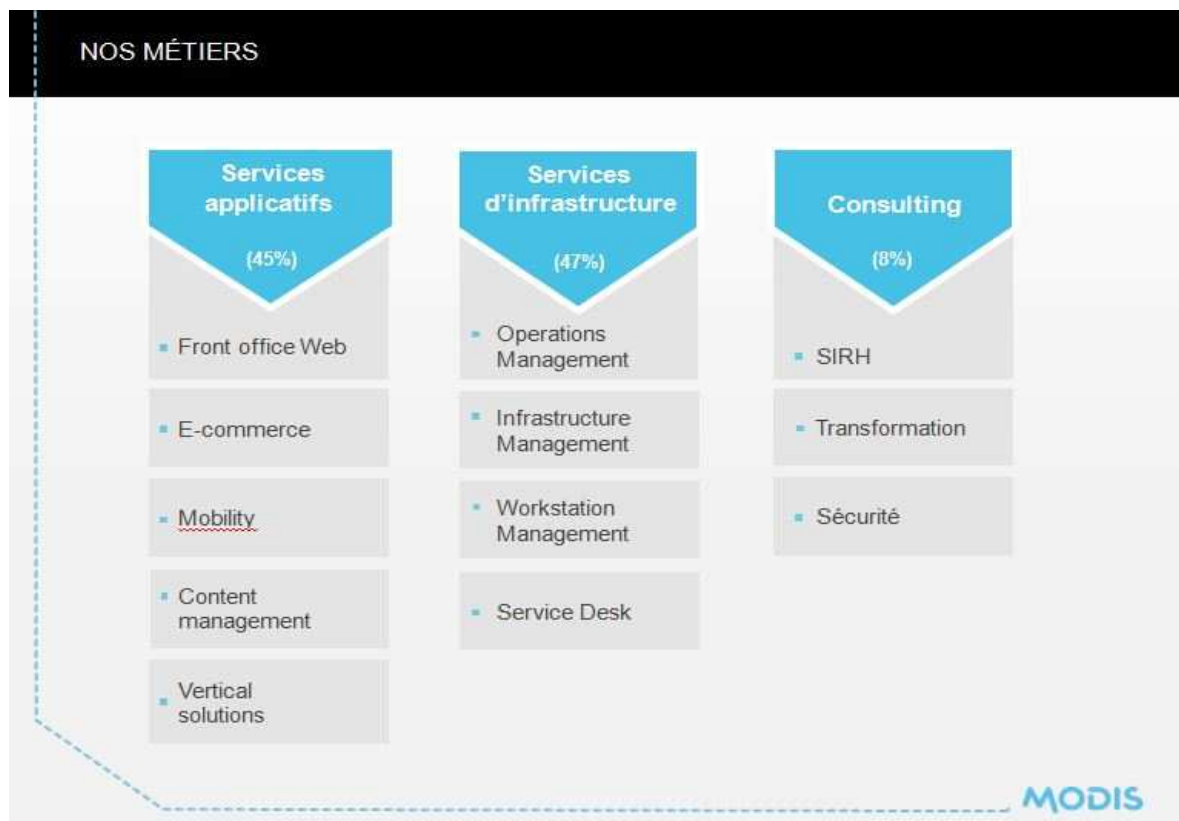 NOS MÉTIERS
Services
applicatifs
(45%)
Front office Web
E-commerce
Mobility
Content
management
Vertical
solutions
Services
d'infrastructure
(47%)
Operations
Management
Infrastructure
Management
Workstation
Management
Service Desk
Consulting
(8%)
SIRH
Transformation
Sécurité
MODIS